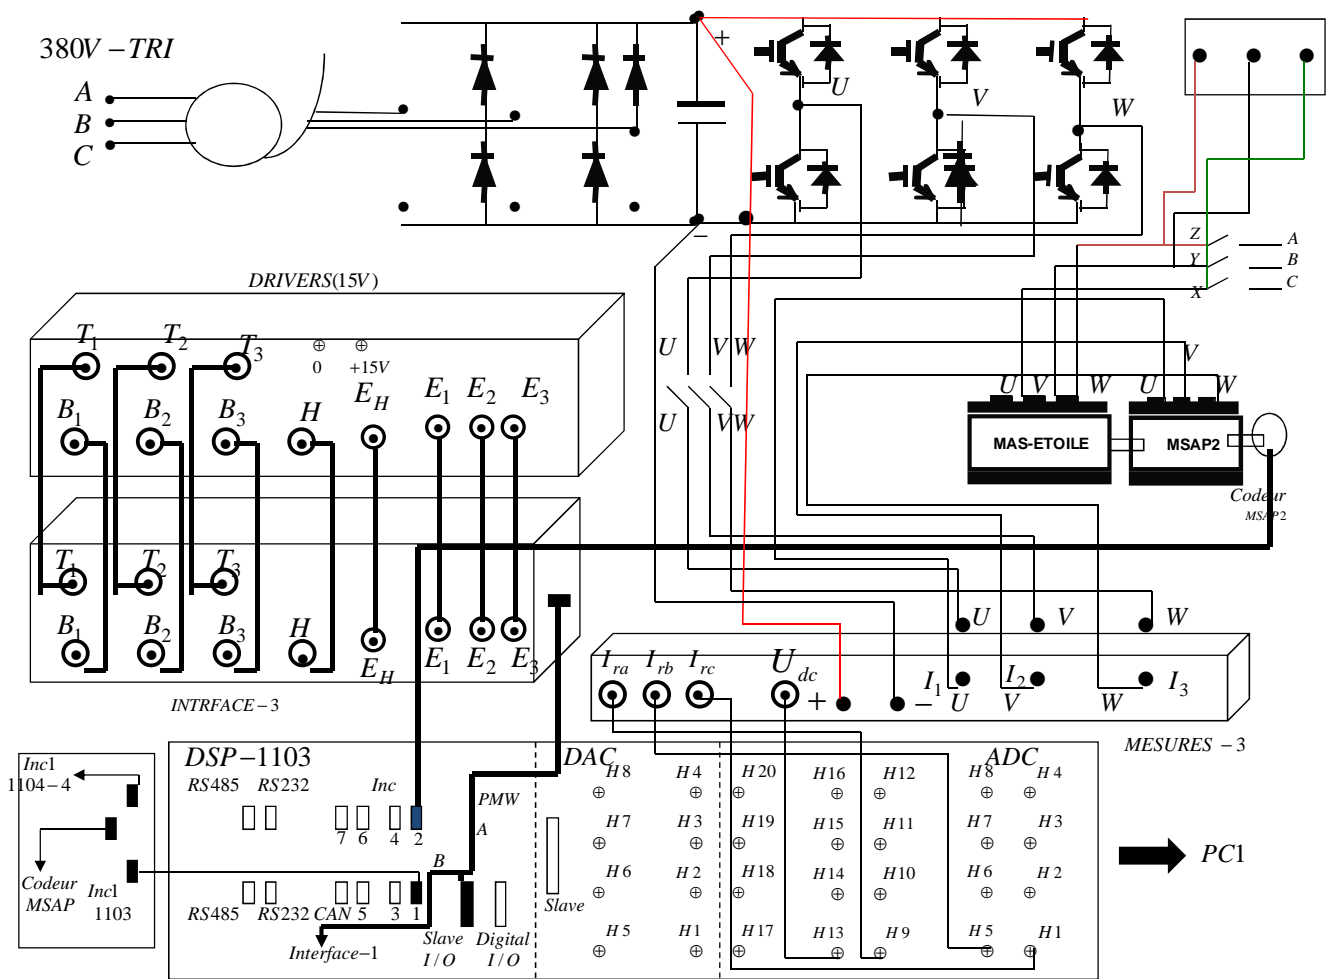 380V – TRI
A
B
C
+
–
U
V
W
Z
Y
X
A
B
C
DRIVERS(15V)
T1 T2 T3
0 +15V
B1 B2 B3 H EH E1 E2 E3
U V W
U V W
U V W
MAS-ETOILE
U V W
MSAP2
Codeur
MSAP2
T1 T2 T3
B1 B2 B3 H EH E1 E2 E3
INTRFACE – 3
U V W
Ira Irb Irc Udc + – I1 I2 I3
U V W
MESURES – 3
Inc1
1104 – 4
Codeur
MSAP
Inc1
1103
DSP – 1103 DAC ADC
RS485 RS232 Inc
7 6 4 2
PMW
A
B
RS485 RS232 CAN 5 3 1
Interface – 1
Slave
I / O
Digital
I / O
Slave
H8 H4 H20 H16 H12 H8 H4
H7 H3 H19 H15 H11 H7 H3
H6 H2 H18 H14 H10 H6 H2
H5 H1 H17 H13 H9 H5 H1
PC1